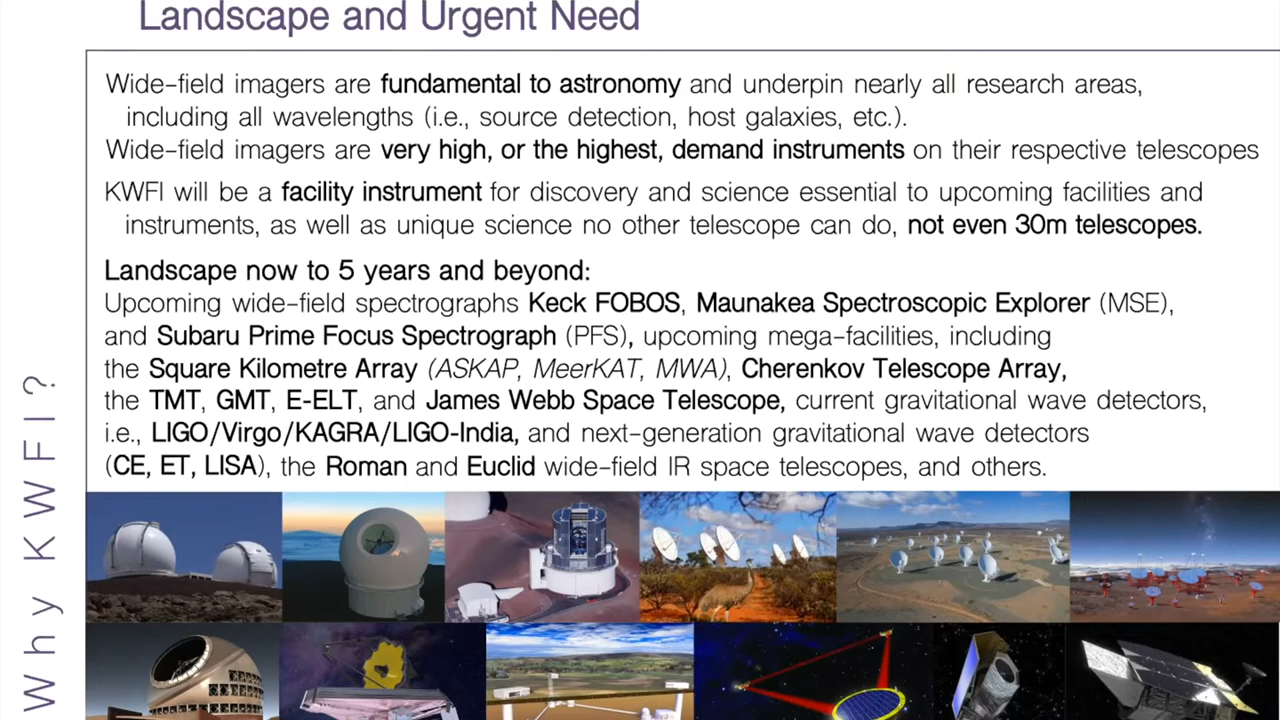 Landscape and Urgent Need
Wide-field imagers are fundamental to astronomy and underpin nearly all research areas,
including all wavelengths (i.e., source detection, host galaxies, etc.).
Wide-field imagers are very high, or the highest, demand instruments on their respective telescopes
KWFI will be a facility instrument for discovery and science essential to upcoming facilities and
instruments, as well as unique science no other telescope can do, not even 30m telescopes.
Landscape now to 5 years and beyond:
Upcoming wide-field spectrographs Keck FOBOS, Maunakea Spectroscopic Explorer (MSE),
and Subaru Prime Focus Spectrograph (PFS), upcoming mega-facilities, including
the Square Kilometre Array (ASKAP, MeerKAT, MWA), Cherenkov Telescope Array,
the TMT, GMT, E-ELT, and James Webb Space Telescope, current gravitational wave detectors,
i.e., LIGO/Virgo/KAGRA/LIGO-India, and next-generation gravitational wave detectors
(CE, ET, LISA), the Roman and Euclid wide-field IR space telescopes, and others.
Why KWFI?